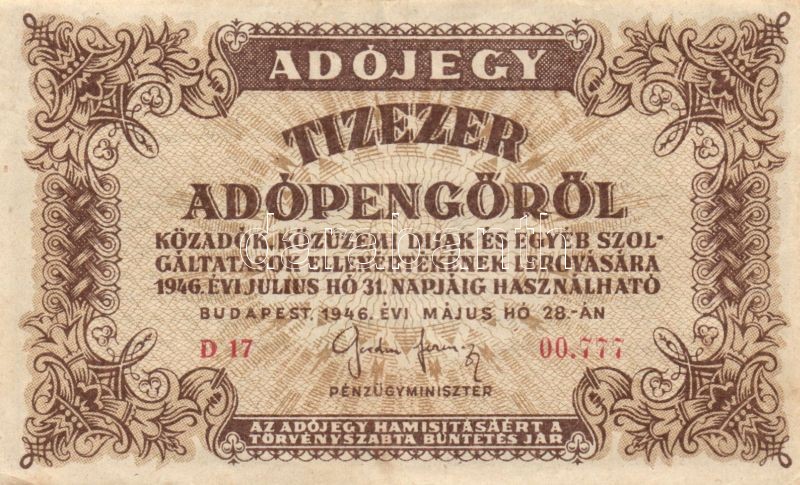 ADÓJEGY
TIZEZER
ADÓPENGŐRŐL
KÖZADÓK, KÖZÜZEMI DIJAK ÉS EGYÉB SZOL-
GÁLTATÁSOK ELLENÉRTÉKÉNEK LEROVÁSÁRA
1946. ÉVI JULIUS HÓ 31. NAPJÁIG HASZNÁLHATÓ
BUDAPEST, 1946. ÉVI MÁJUS HÓ 28.-ÁN
D 17 00.777
PÉNZÜGYMINISZTER
AZ ADÓJEGY HAMISITÁSÁÉRT A
TÖRVÉNYSZABTA BÜNTETÉS JÁR